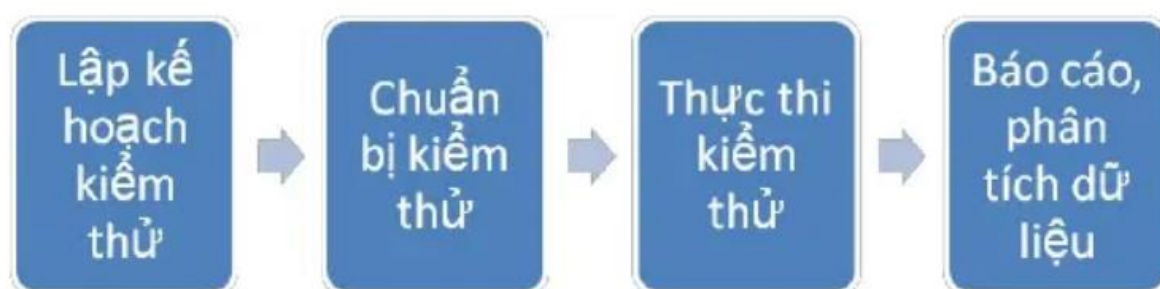 Lập kế
hoạch
kiểm
thử
Chuẩn
bị kiểm
thử
Thực thi
kiểm
thử
Báo cáo,
phân
tích dữ
liệu